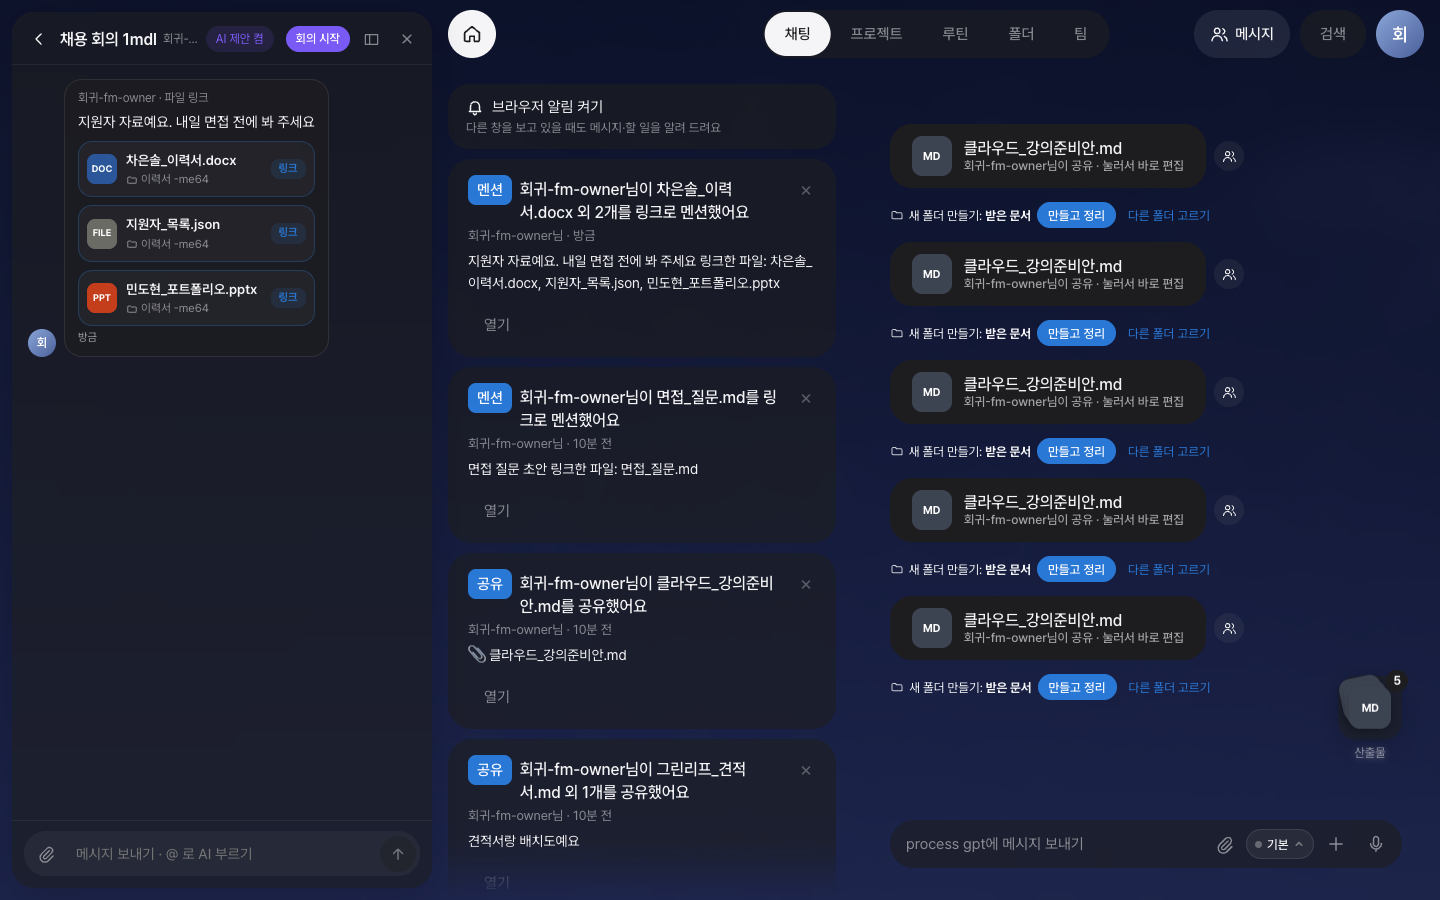 채용 회의 1mdl 회귀-... AI 제안 컴 회의 시작
회귀-fm-owner · 파일 링크
지원자 자료예요. 내일 면접 전에 봐 주세요
DOC 차은솔_이력서.docx 링크
이력서 -me64
FILE 지원자_목록.json 링크
이력서 -me64
PPT 민도현_포트폴리오.pptx 링크
이력서 -me64
방금
회
메시지 보내기 · @ 로 AI 부르기
채팅 프로젝트 루틴 폴더 팀
메시지 검색 회
브라우저 알림 켜기
다른 창을 보고 있을 때도 메시지·할 일을 알려 드려요
멘션 회귀-fm-owner님이 차은솔_이력
서.docx 외 2개를 링크로 멘션했어요
회귀-fm-owner님 · 방금
지원자 자료예요. 내일 면접 전에 봐 주세요 링크한 파일: 차은솔_
이력서.docx, 지원자_목록.json, 민도현_포트폴리오.pptx
열기
멘션 회귀-fm-owner님이 면접_질문.md를 링
크로 멘션했어요
회귀-fm-owner님 · 10분 전
면접 질문 초안 링크한 파일: 면접_질문.md
열기
공유 회귀-fm-owner님이 클라우드_강의준비
안.md를 공유했어요
회귀-fm-owner님 · 10분 전
클라우드_강의준비안.md
열기
공유 회귀-fm-owner님이 그린리프_견적
서.md 외 1개를 공유했어요
회귀-fm-owner님 · 10분 전
견적서랑 배치도예요
열기
MD 클라우드_강의준비안.md
회귀-fm-owner님이 공유 · 눌러서 바로 편집
새 폴더 만들기: 받은 문서 만들고 정리 다른 폴더 고르기
MD 클라우드_강의준비안.md
회귀-fm-owner님이 공유 · 눌러서 바로 편집
새 폴더 만들기: 받은 문서 만들고 정리 다른 폴더 고르기
MD 클라우드_강의준비안.md
회귀-fm-owner님이 공유 · 눌러서 바로 편집
새 폴더 만들기: 받은 문서 만들고 정리 다른 폴더 고르기
MD 클라우드_강의준비안.md
회귀-fm-owner님이 공유 · 눌러서 바로 편집
새 폴더 만들기: 받은 문서 만들고 정리 다른 폴더 고르기
MD 클라우드_강의준비안.md
회귀-fm-owner님이 공유 · 눌러서 바로 편집
새 폴더 만들기: 받은 문서 만들고 정리 다른 폴더 고르기
5
MD
산출물
process gpt에 메시지 보내기 기본